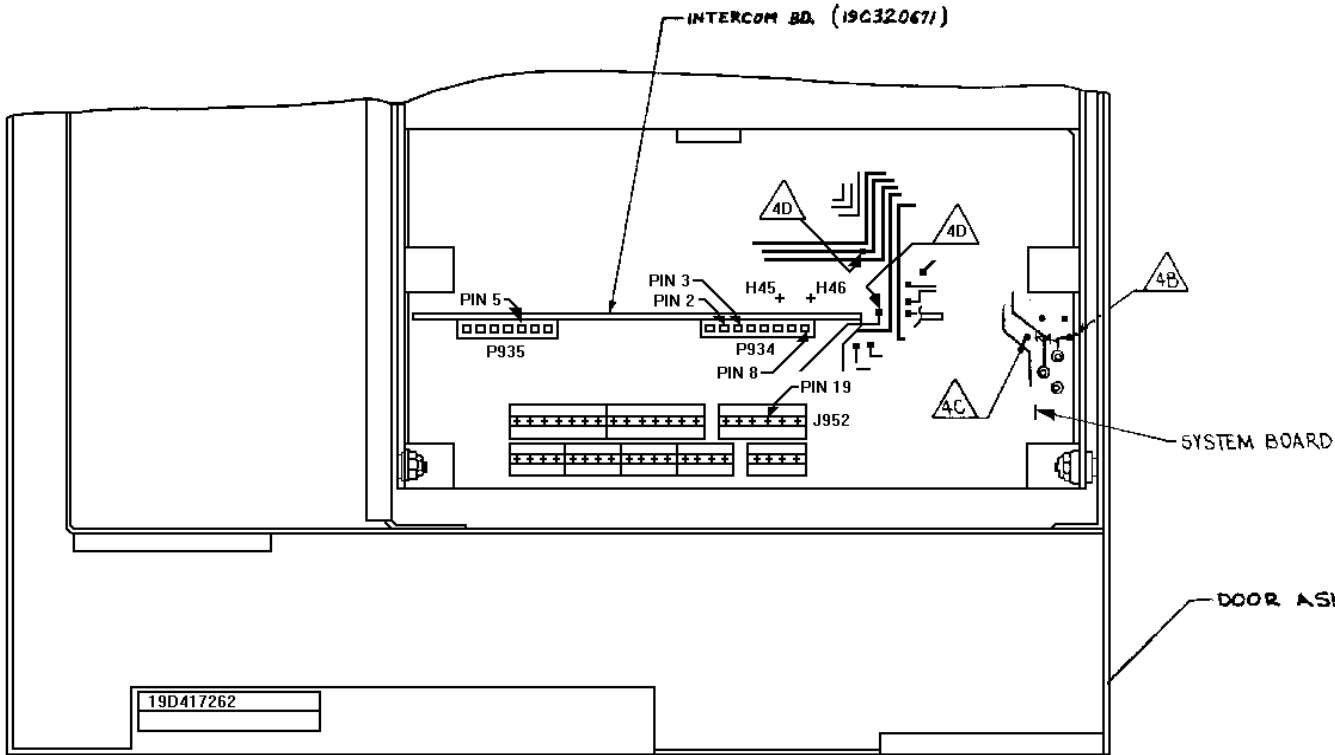 INTERCOM BD. (19C320671)
4D
4D
4B
PIN 3
H45 H46
PIN 5 PIN 2
P935 P934
PIN 8
PIN 19
4C
J952
SYSTEM BOARD
DOOR AS
19D417262